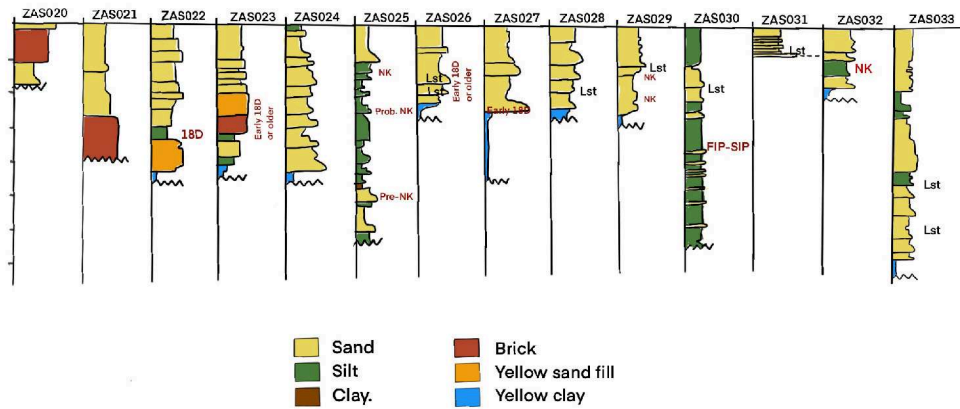 ZAS020 ZAS021 ZAS022 ZAS023 ZAS024 ZAS025 ZAS026 ZAS027 ZAS028 ZAS029 ZAS030 ZAS031 ZAS032 ZAS033
18D
Early 18D
or older
NK
Prob. NK
Pre-NK
Lst
Lst
Early 18D
or older
Early 18D
Lst
Lst
NK
NK
Lst
FIP-SIP
Lst
NK
Lst
Lst
Sand
Silt
Clay.
Brick
Yellow sand fill
Yellow clay